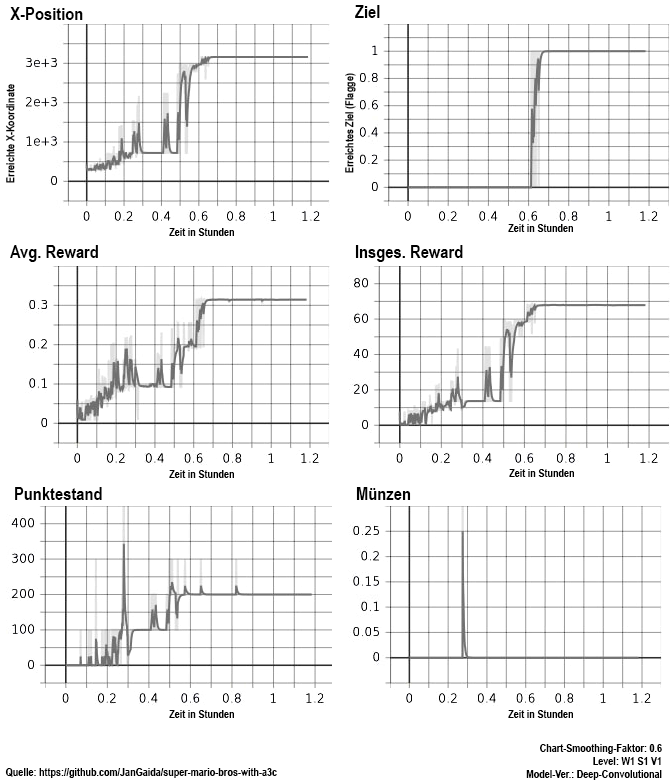 X-Position
Erreichte X-Koordinate
3e+3
2e+3
1e+3
0
0 0.2 0.4 0.6 0.8 1 1.2
Zeit in Stunden
Ziel
Erreichtes Ziel (Flagge)
1
0.8
0.6
0.4
0.2
0
0 0.2 0.4 0.6 0.8 1 1.2
Zeit in Stunden
Avg. Reward
0.3
0.2
0.1
0
0 0.2 0.4 0.6 0.8 1 1.2
Zeit in Stunden
Insges. Reward
80
60
40
20
0
0 0.2 0.4 0.6 0.8 1 1.2
Zeit in Stunden
Punktestand
400
300
200
100
0
0 0.2 0.4 0.6 0.8 1 1.2
Zeit in Stunden
Münzen
0.25
0.2
0.15
0.1
0.05
0
0 0.2 0.4 0.6 0.8 1 1.2
Zeit in Stunden
Chart-Smoothing-Faktor: 0.6
Level: W1 S1 V1
Quelle: https://github.com/JanGaida/super-mario-bros-with-a3c
Model-Ver.: Deep-Convolutional